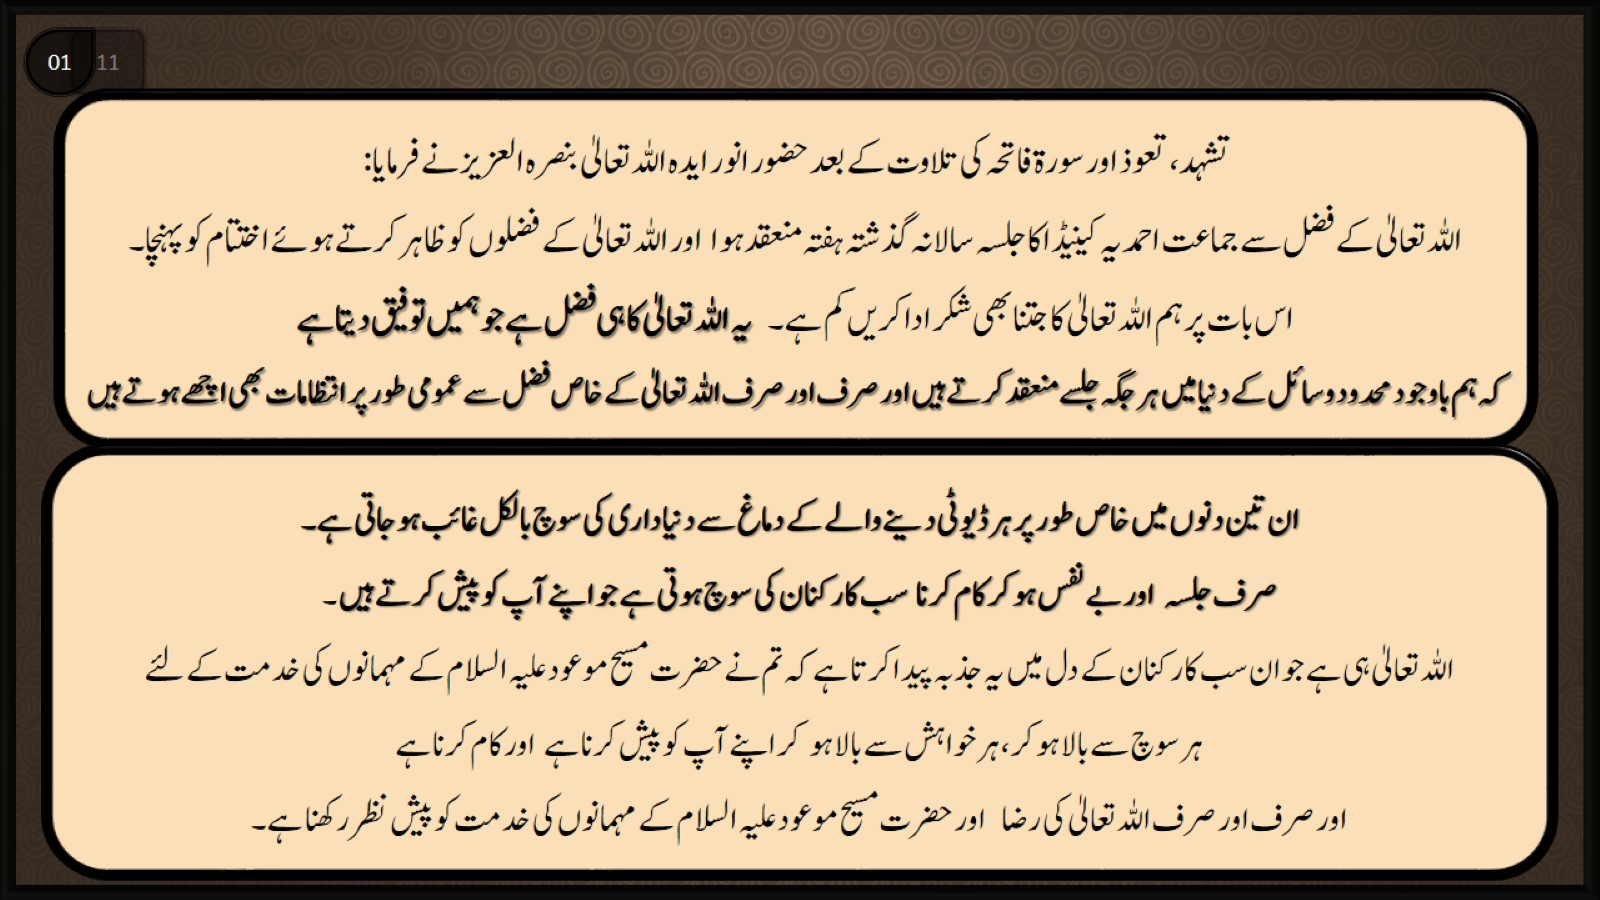 01 11
تشہد، تعوذ اور سورۃ فاتحہ کی تلاوت کے بعد حضور انور ایدہ اللہ تعالیٰ بنصرہ العزیز نے فرمایا:
اللہ تعالیٰ کے فضل سے جماعت احمدیہ کینیڈا کا جلسہ سالانہ گذشتہ ہفتہ منعقد ہوا اور اللہ تعالیٰ کے فضلوں کو ظاہر کرتے ہوئے اختتام کو پہنچا۔
اس بات پر ہم اللہ تعالیٰ کا جتنا بھی شکر ادا کریں کم ہے۔ یہ اللہ تعالیٰ کا ہی فضل ہے جو ہمیں توفیق دیتا ہے
کہ ہم باوجود محدود وسائل کے دنیا میں ہر جگہ جلسے منعقد کرتے ہیں اور صرف اور صرف اللہ تعالیٰ کے خاص فضل سے عمومی طور پر انتظامات بھی اچھے ہوتے ہیں
ان تین دنوں میں خاص طور پر ہر ڈیوٹی دینے والے کے دماغ سے دنیاداری کی سوچ بالکل غائب ہو جاتی ہے۔
صرف جلسہ اور بے نفس ہو کر کام کرنا سب کارکنان کی سوچ ہوتی ہے جو اپنے آپ کو پیش کرتے ہیں۔
اللہ تعالیٰ ہی ہے جو ان سب کارکنان کے دل میں یہ جذبہ پیدا کرتا ہے کہ تم نے حضرت مسیح موعود علیہ السلام کے مہمانوں کی خدمت کے لئے
ہر سوچ سے بالا ہو کر، ہر خواہش سے بالا ہو کر اپنے آپ کو پیش کرنا ہے اور کام کرنا ہے
اور صرف اور صرف اللہ تعالیٰ کی رضا اور حضرت مسیح موعود علیہ السلام کے مہمانوں کی خدمت کو پیش نظر رکھنا ہے۔